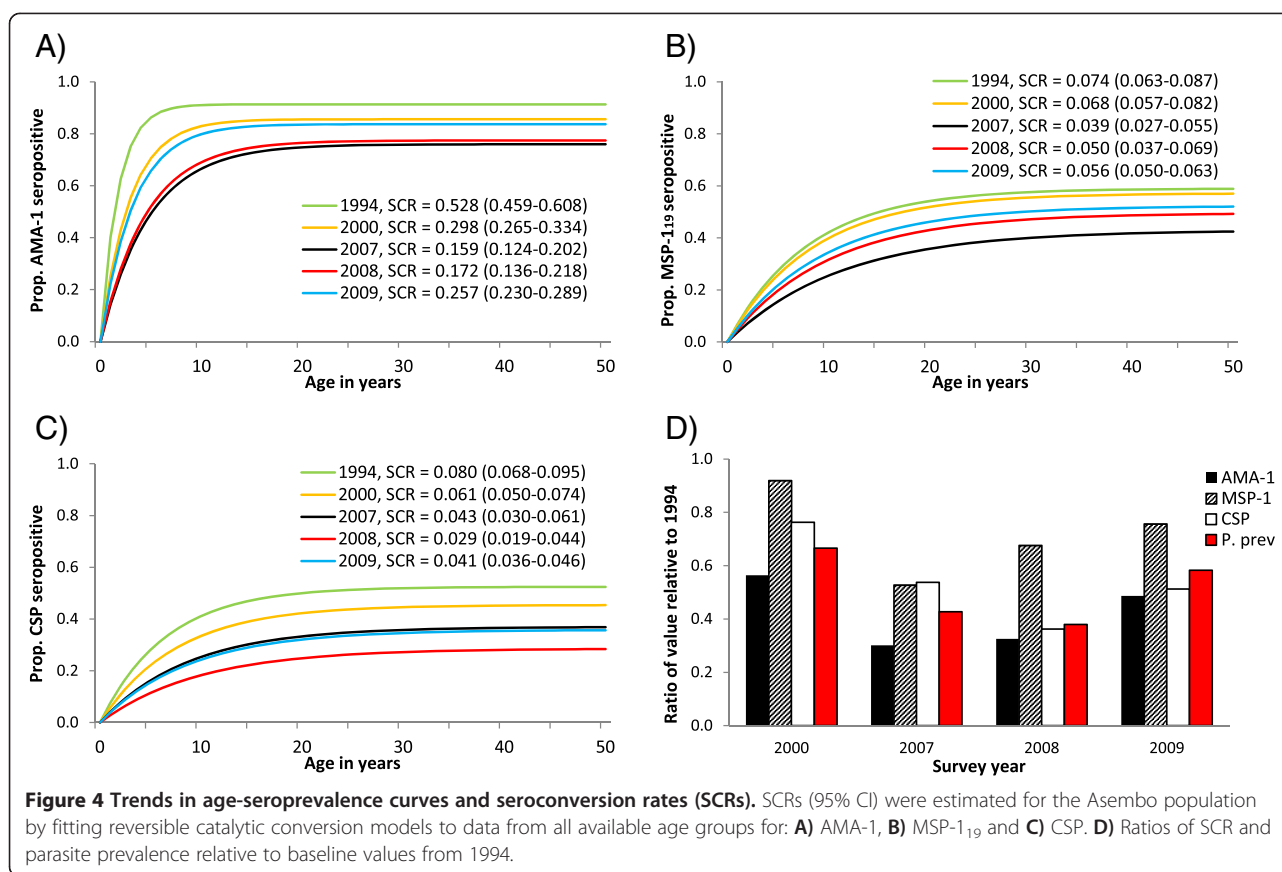 A)
Prop. AMA-1 seropositive
1.0
0.8
0.6
0.4
0.2
0.0
1994, SCR = 0.528 (0.459-0.608)
2000, SCR = 0.298 (0.265-0.334)
2007, SCR = 0.159 (0.124-0.202)
2008, SCR = 0.172 (0.136-0.218)
2009, SCR = 0.257 (0.230-0.289)
0 10 20 30 40 50
Age in years
B)
Prop. MSP-1₁₉ seropositive
1.0
0.8
0.6
0.4
0.2
0.0
1994, SCR = 0.074 (0.063-0.087)
2000, SCR = 0.068 (0.057-0.082)
2007, SCR = 0.039 (0.027-0.055)
2008, SCR = 0.050 (0.037-0.069)
2009, SCR = 0.056 (0.050-0.063)
0 10 20 30 40 50
Age in years
C)
Prop. CSP seropositive
1.0
0.8
0.6
0.4
0.2
0.0
1994, SCR = 0.080 (0.068-0.095)
2000, SCR = 0.061 (0.050-0.074)
2007, SCR = 0.043 (0.030-0.061)
2008, SCR = 0.029 (0.019-0.044)
2009, SCR = 0.041 (0.036-0.046)
0 10 20 30 40 50
Age in years
D)
Ratio of value relative to 1994
1.0
0.8
0.6
0.4
0.2
0.0
AMA-1
MSP-1
CSP
P. prev
2000 2007 2008 2009
Survey year
Figure 4 Trends in age-seroprevalence curves and seroconversion rates (SCRs). SCRs (95% CI) were estimated for the Asembo population
by fitting reversible catalytic conversion models to data from all available age groups for: A) AMA-1, B) MSP-1₁₉ and C) CSP. D) Ratios of SCR and
parasite prevalence relative to baseline values from 1994.